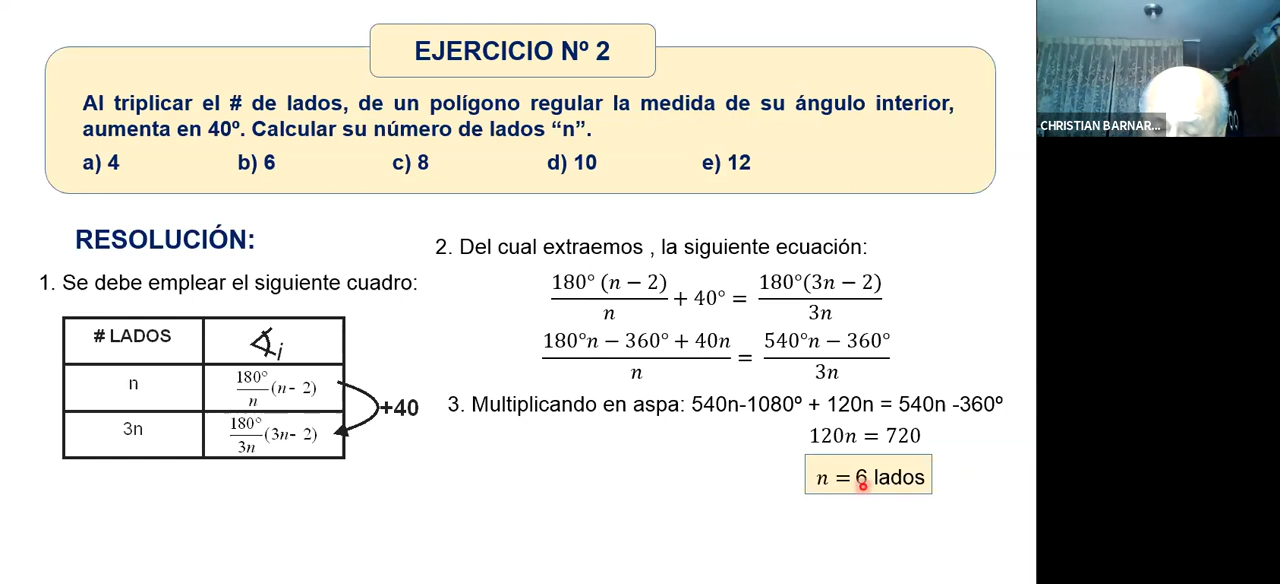 EJERCICIO Nº 2
Al triplicar el # de lados, de un polígono regular la medida de su ángulo interior,
aumenta en 40º. Calcular su número de lados “n”.
a) 4 b) 6 c) 8 d) 10 e) 12
CHRISTIAN BARNAR...
RESOLUCIÓN:
1. Se debe emplear el siguiente cuadro:
# LADOS ∢i
n 180°/n (n- 2)
3n 180°/3n (3n- 2)
+40
2. Del cual extraemos , la siguiente ecuación:
180° (n − 2)/n + 40° = 180°(3n − 2)/3n
180°n − 360° + 40n/n = 540°n − 360°/3n
3. Multiplicando en aspa: 540n-1080º + 120n = 540n -360º
120n = 720
n = 6 lados